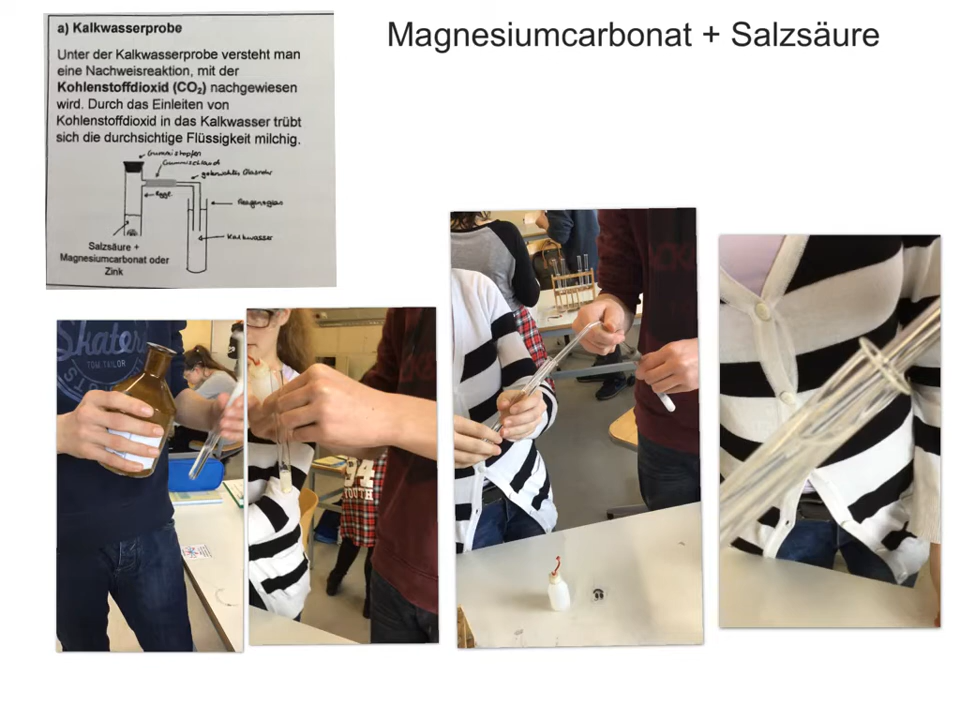 Magnesiumcarbonat + Salzsäure
a) Kalkwasserprobe
Unter der Kalkwasserprobe versteht man
eine Nachweisreaktion, mit der
Kohlenstoffdioxid (CO₂) nachgewiesen
wird. Durch das Einleiten von
Kohlenstoffdioxid in das Kalkwasser trübt
sich die durchsichtige Flüssigkeit milchig.
Gummistopfen
Gummischlauch
gewinkeltes Glasrohr
Reagenzglas
Kalkwasser
Salzsäure +
Magnesiumcarbonat oder
Zink
Skater
TOM TAILOR
YOUTH